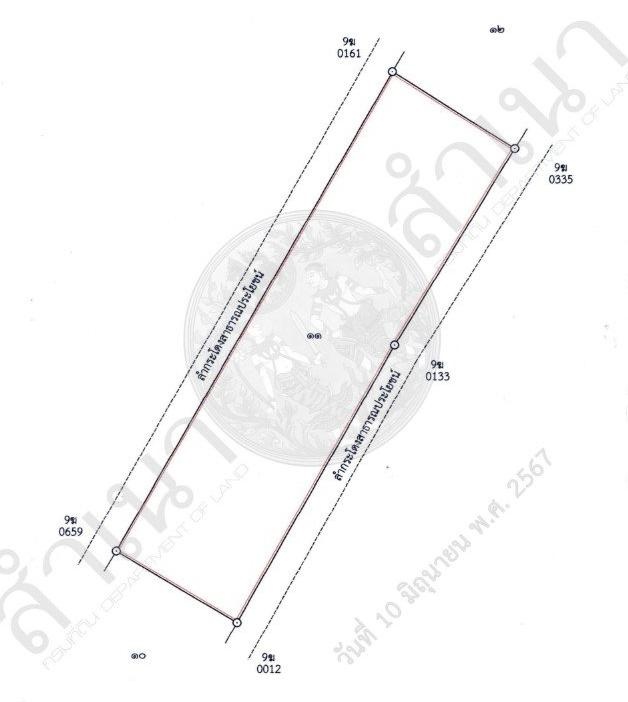 ๑๒
9ฆ
0161
9ฆ
0335
สำเนา
กรมที่ดิน DEPARTMENT OF LAND
ลำกระโดงสาธารณประโยชน์
๑๑
9ฆ
0133
ลำกระโดงสาธารณประโยชน์
9ฆ
0659
สำเนา
กรมที่ดิน DEPARTMENT OF LAND
วันที่ 10 มิถุนายน พ.ศ. 2567
๑๐
9ฆ
0012